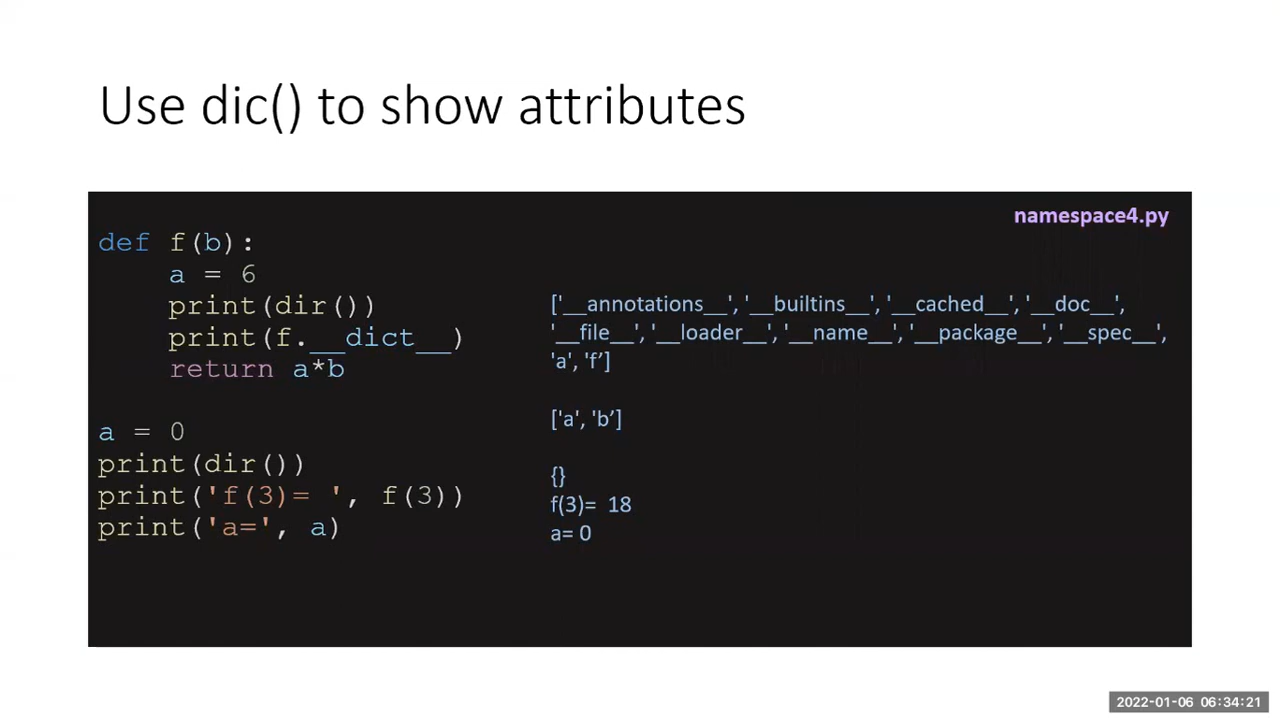 Use dic() to show attributes
namespace4.py
def f(b):
    a = 6
    print(dir())
    print(f.__dict__)
    return a*b
a = 0
print(dir())
print('f(3)= ', f(3))
print('a=', a)
['__annotations__', '__builtins__', '__cached__', '__doc__',
'__file__', '__loader__', '__name__', '__package__', '__spec__',
'a', 'f’]
['a', 'b’]
{}
f(3)=  18
a= 0
2022-01-06 06:34:21